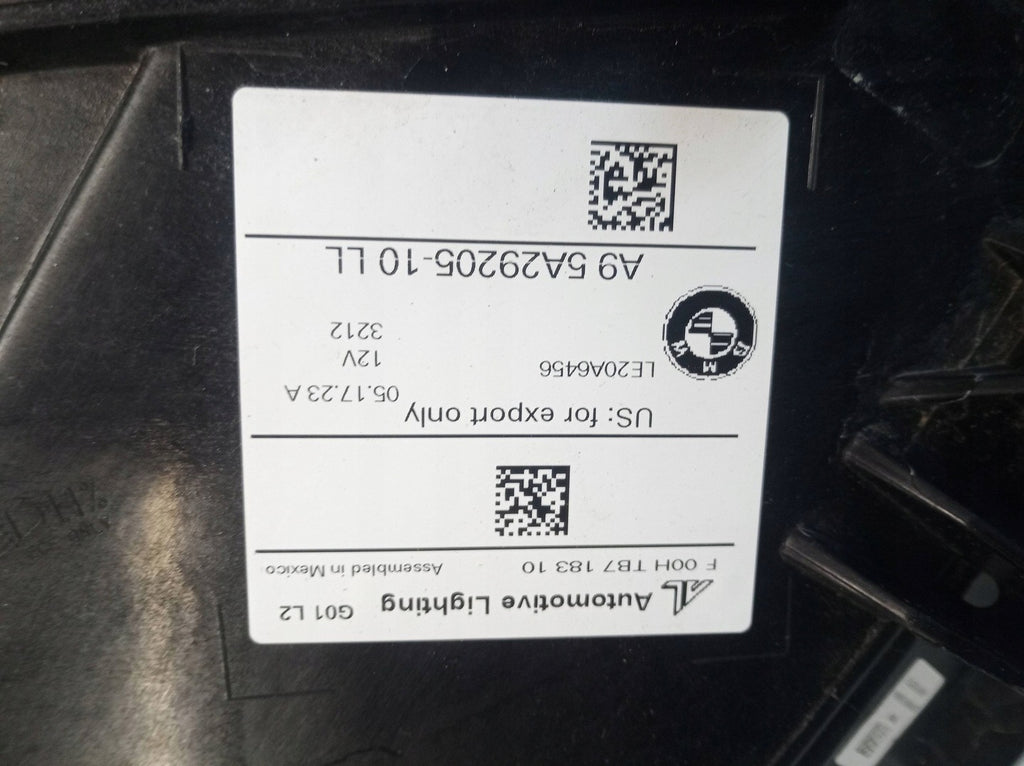 Automotive Lighting G01 L2
F 00H TB7 183 10 Assembled in Mexico
US: for export only
05.17.23 A
LE20A6456
12V
3212
BMW
A9 5A29205-10 LL